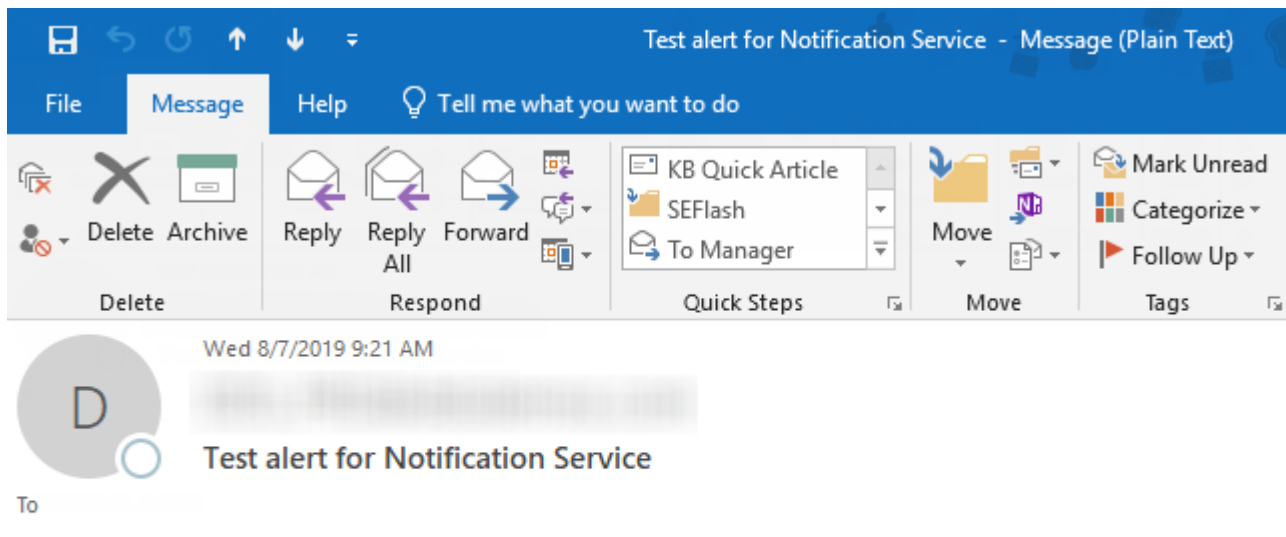 Test alert for Notification Service - Message (Plain Text)
File Message Help Tell me what you want to do
Delete Archive Reply Reply All Forward KB Quick Article SEFlash To Manager Move Mark Unread Categorize Follow Up
Delete Respond Quick Steps Move Tags
Wed 8/7/2019 9:21 AM
D
Test alert for Notification Service
To